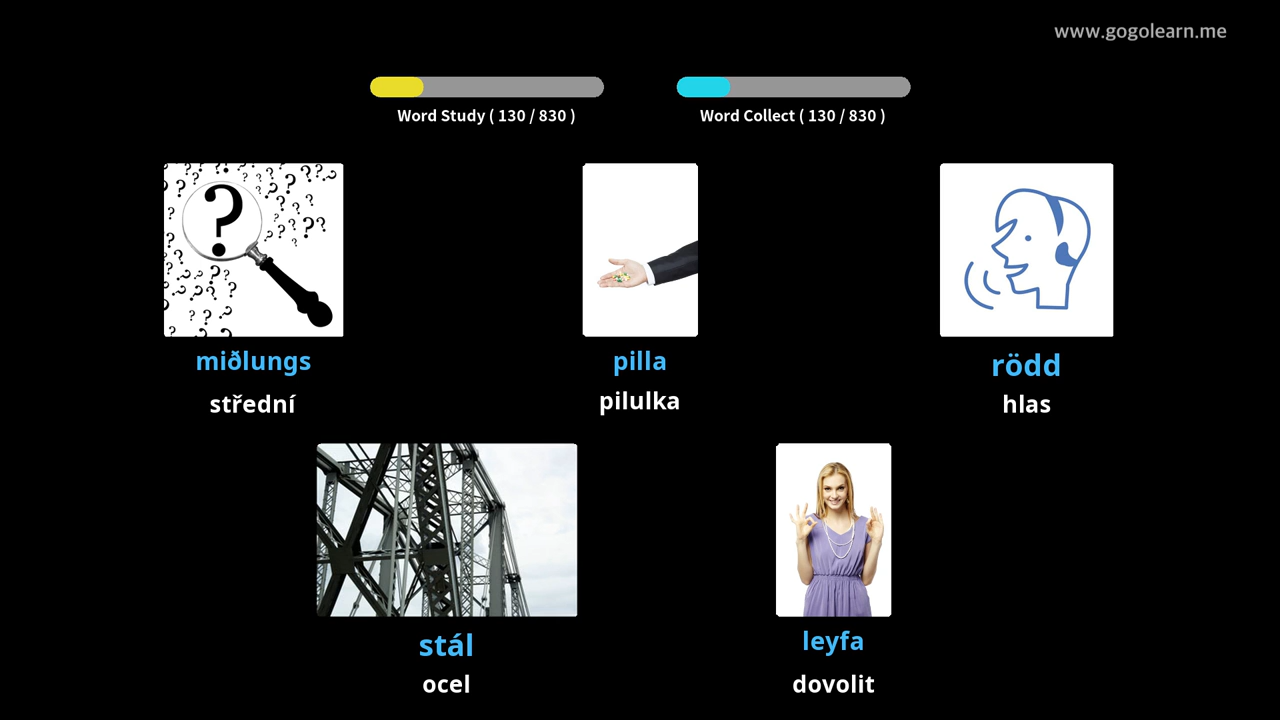 www.gogolearn.me
Word Study ( 130 / 830 )
Word Collect ( 130 / 830 )
miðlungs
střední
pilla
pilulka
rödd
hlas
stál
ocel
leyfa
dovolit